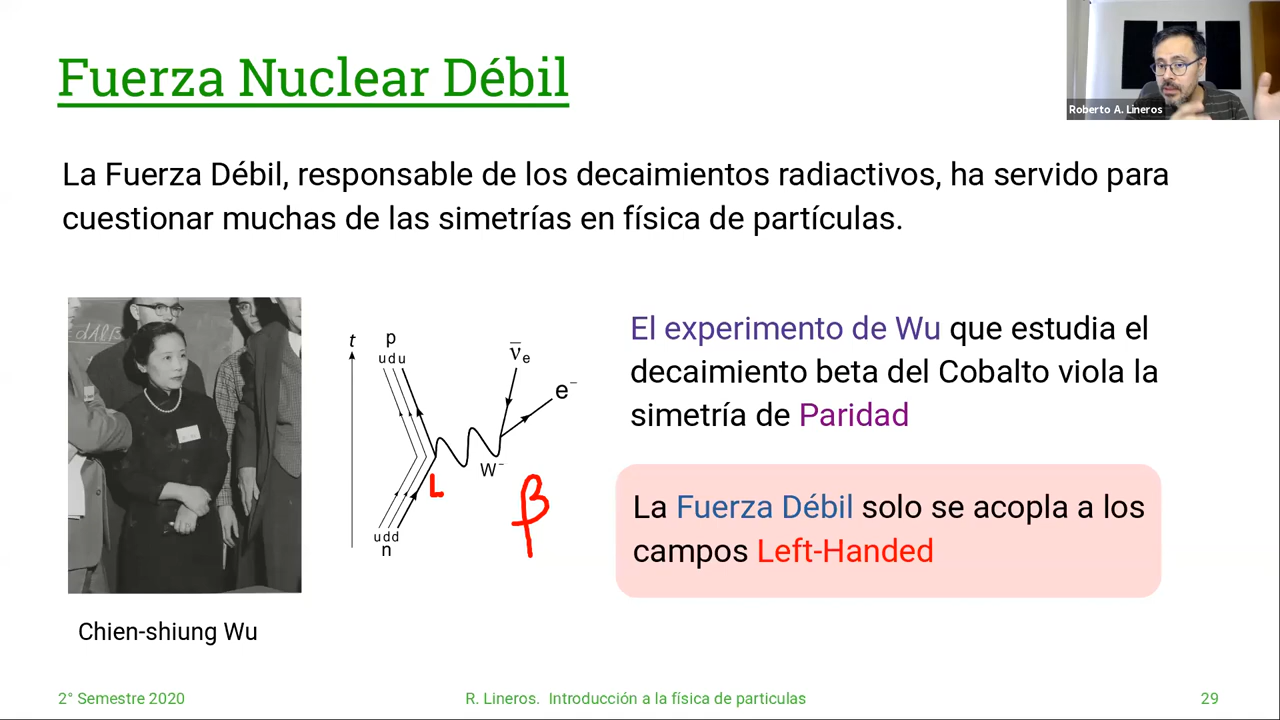 Fuerza Nuclear Débil
Roberto A. Lineros
La Fuerza Débil, responsable de los decaimientos radiactivos, ha servido para
cuestionar muchas de las simetrías en física de partículas.
t
p
u d u
ν̅e
e⁻
W⁻
L
β
u d d
n
El experimento de Wu que estudia el
decaimiento beta del Cobalto viola la
simetría de Paridad
La Fuerza Débil solo se acopla a los
campos Left-Handed
Chien-shiung Wu
2° Semestre 2020
R. Lineros. Introducción a la física de particulas
29